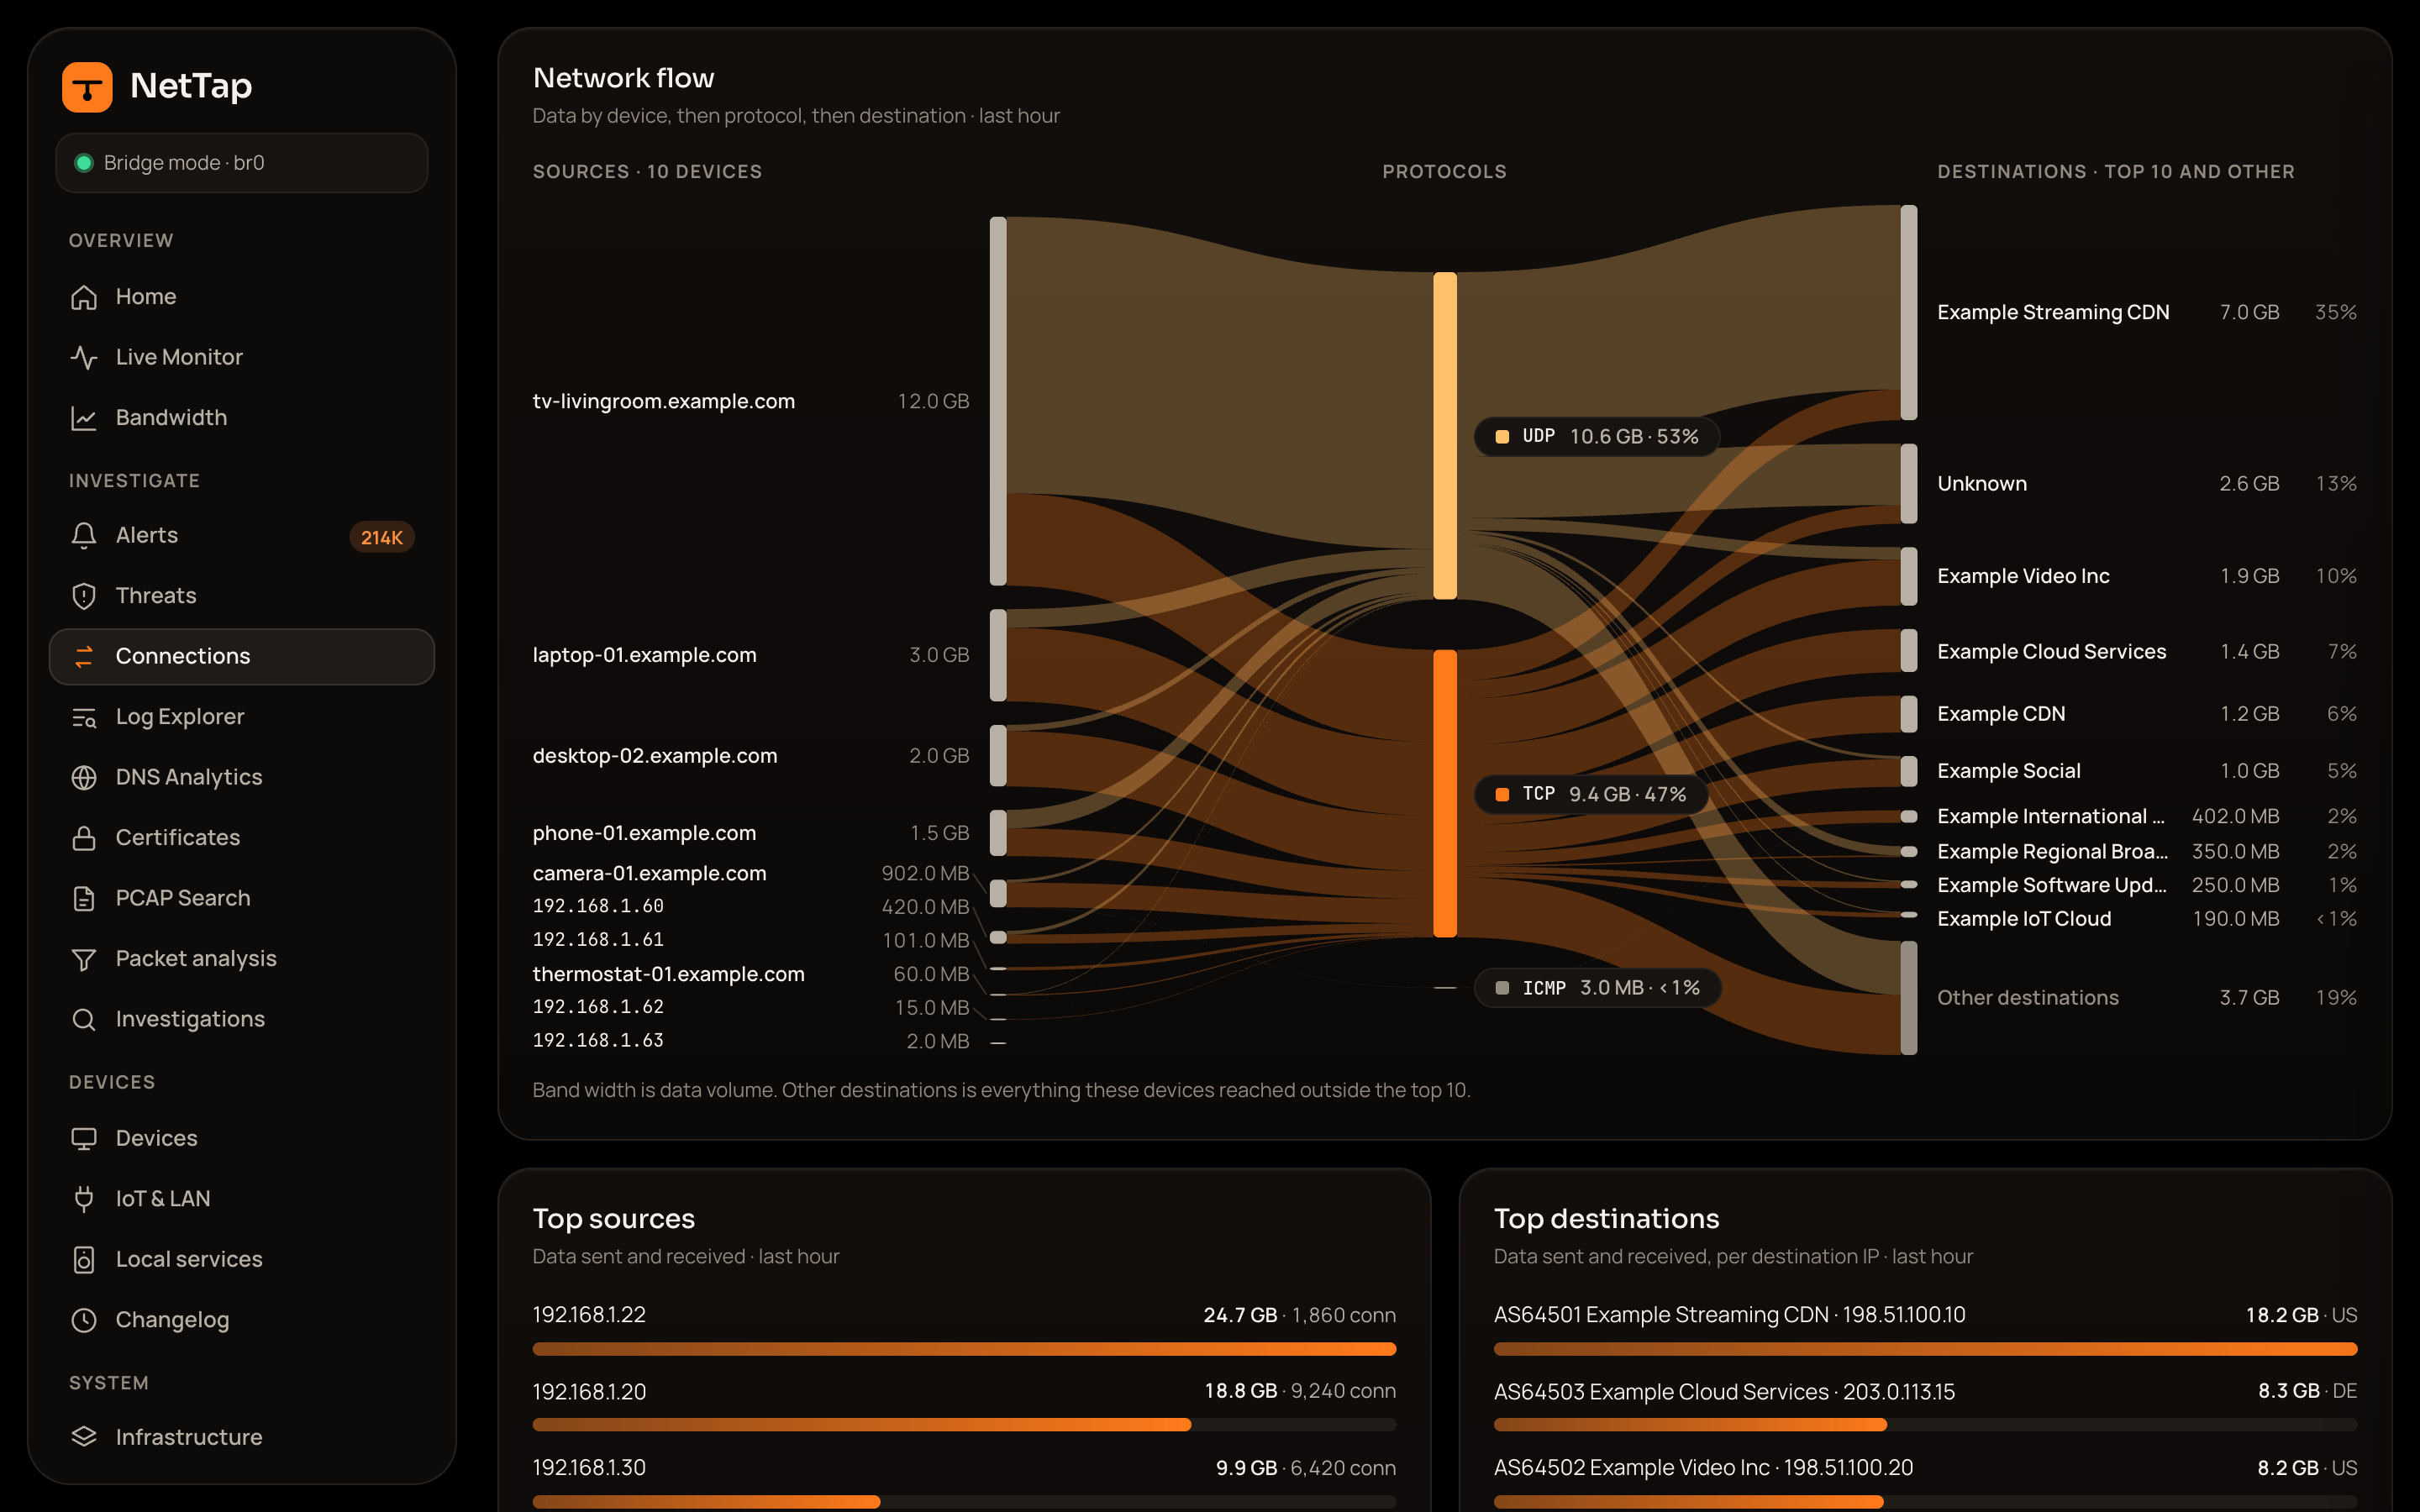 NetTap
Bridge mode · br0
OVERVIEW
Home
Live Monitor
Bandwidth
INVESTIGATE
Alerts 214K
Threats
Connections
Log Explorer
DNS Analytics
Certificates
PCAP Search
Packet analysis
Investigations
DEVICES
Devices
IoT & LAN
Local services
Changelog
SYSTEM
Infrastructure
Network flow
Data by device, then protocol, then destination · last hour
SOURCES · 10 DEVICES
tv-livingroom.example.com 12.0 GB
laptop-01.example.com 3.0 GB
desktop-02.example.com 2.0 GB
phone-01.example.com 1.5 GB
camera-01.example.com 902.0 MB
192.168.1.60 420.0 MB
192.168.1.61 101.0 MB
thermostat-01.example.com 60.0 MB
192.168.1.62 15.0 MB
192.168.1.63 2.0 MB
PROTOCOLS
UDP 10.6 GB · 53%
TCP 9.4 GB · 47%
ICMP 3.0 MB · <1%
DESTINATIONS · TOP 10 AND OTHER
Example Streaming CDN 7.0 GB 35%
Unknown 2.6 GB 13%
Example Video Inc 1.9 GB 10%
Example Cloud Services 1.4 GB 7%
Example CDN 1.2 GB 6%
Example Social 1.0 GB 5%
Example International ... 402.0 MB 2%
Example Regional Broa... 350.0 MB 2%
Example Software Upd... 250.0 MB 1%
Example IoT Cloud 190.0 MB <1%
Other destinations 3.7 GB 19%
Band width is data volume. Other destinations is everything these devices reached outside the top 10.
Top sources
Data sent and received · last hour
192.168.1.22 24.7 GB · 1,860 conn
192.168.1.20 18.8 GB · 9,240 conn
192.168.1.30 9.9 GB · 6,420 conn
Top destinations
Data sent and received, per destination IP · last hour
AS64501 Example Streaming CDN · 198.51.100.10 18.2 GB · US
AS64503 Example Cloud Services · 203.0.113.15 8.3 GB · DE
AS64502 Example Video Inc · 198.51.100.20 8.2 GB · US